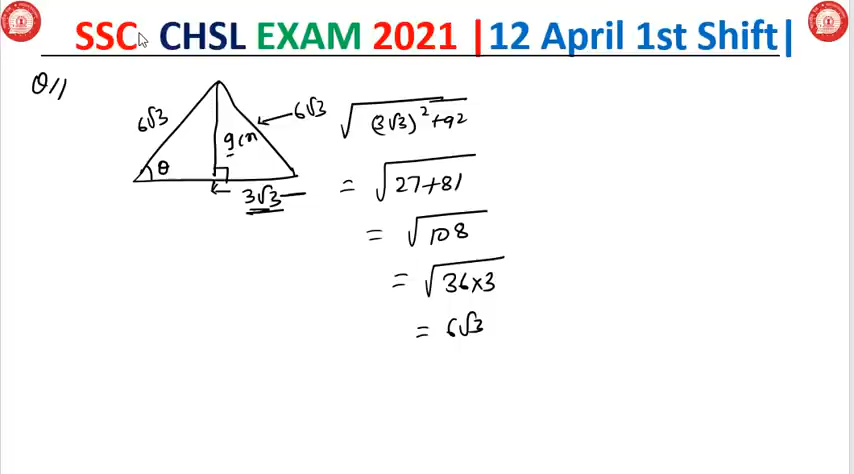 SSC CHSL EXAM 2021 |12 April 1st Shift|
Q//
6√3
6√3
9cm
θ
3√3
√(3√3)²+92
= √27+81
= √108
= √36×3
= 6√3